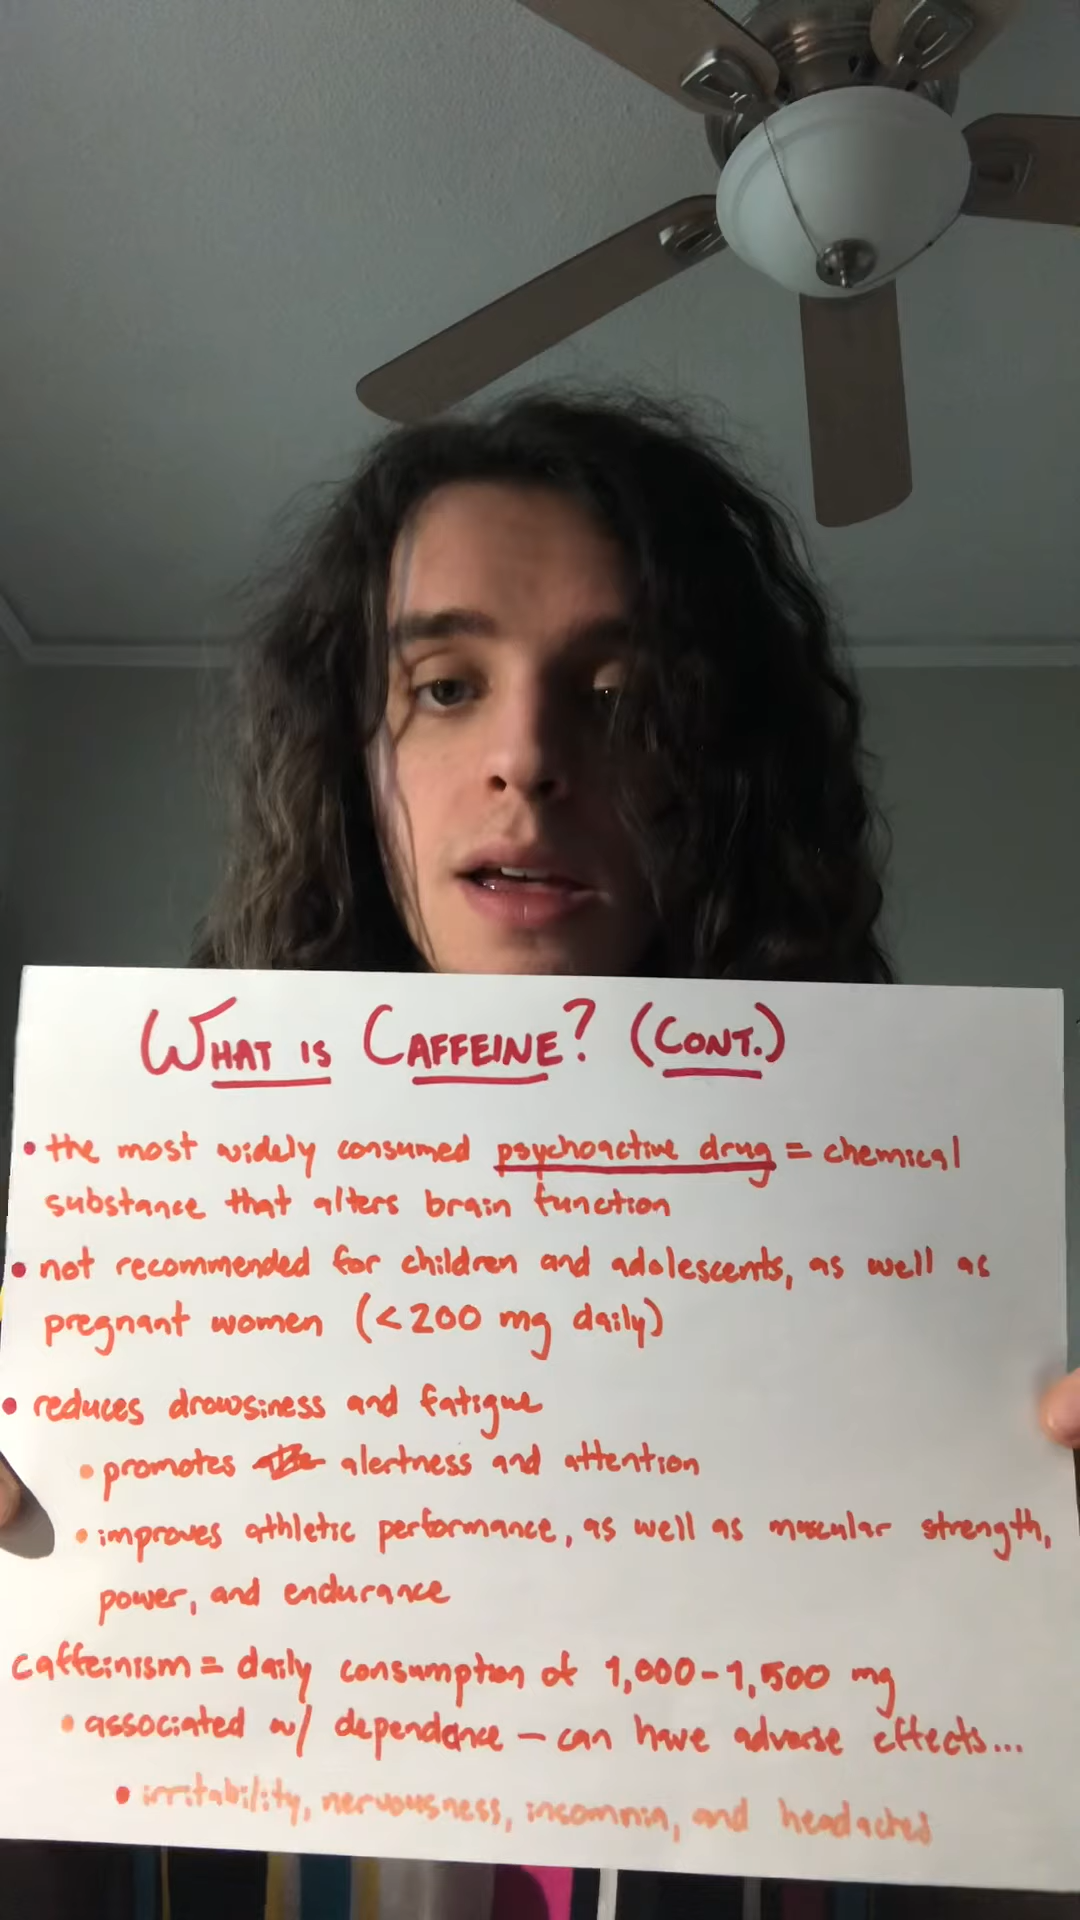 WHAT IS CAFFEINE? (CONT.)
• the most widely consumed psychoactive drug = chemical
substance that alters brain function
• not recommended for children and adolescents, as well as
pregnant women (<200 mg daily)
• reduces drowsiness and fatigue
• promotes alertness and attention
• improves athletic performance, as well as muscular strength,
power, and endurance
caffeinism = daily consumption of 1,000-1,500 mg
• associated w/ dependence - can have adverse effects...
• irritability, nervousness, insomnia, and headaches